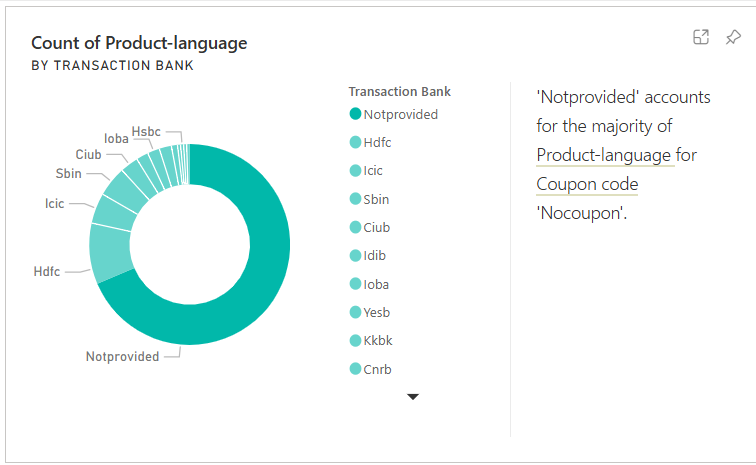 Count of Product-language
BY TRANSACTION BANK
Hsbc
Ioba
Ciub
Sbin
Icic
Hdfc
Notprovided
Transaction Bank
Notprovided
Hdfc
Icic
Sbin
Ciub
Idib
Ioba
Yesb
Kkbk
Cnrb
'Notprovided' accounts
for the majority of
Product-language for
Coupon code
'Nocoupon'.